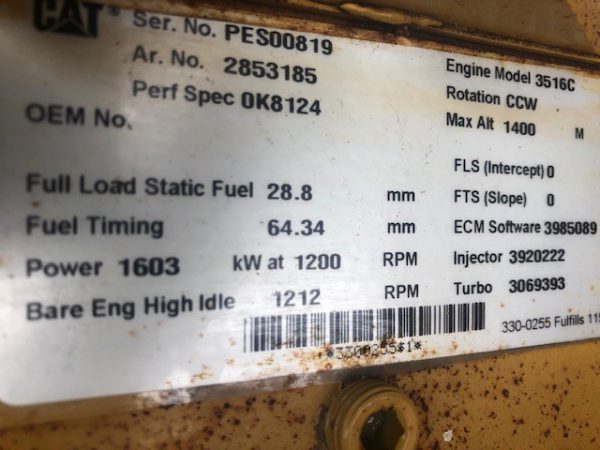 CAT® Ser. No. PES00819
Ar. No. 2853185
Perf Spec 0K8124
OEM No.
Engine Model 3516C
Rotation CCW
Max Alt 1400 M
Full Load Static Fuel 28.8 mm
Fuel Timing 64.34 mm
Power 1603 kW at 1200 RPM
Bare Eng High Idle 1212 RPM
FLS (Intercept) 0
FTS (Slope) 0
ECM Software 3985089
Injector 3920222
Turbo 3069393
330-0255 Fulfills